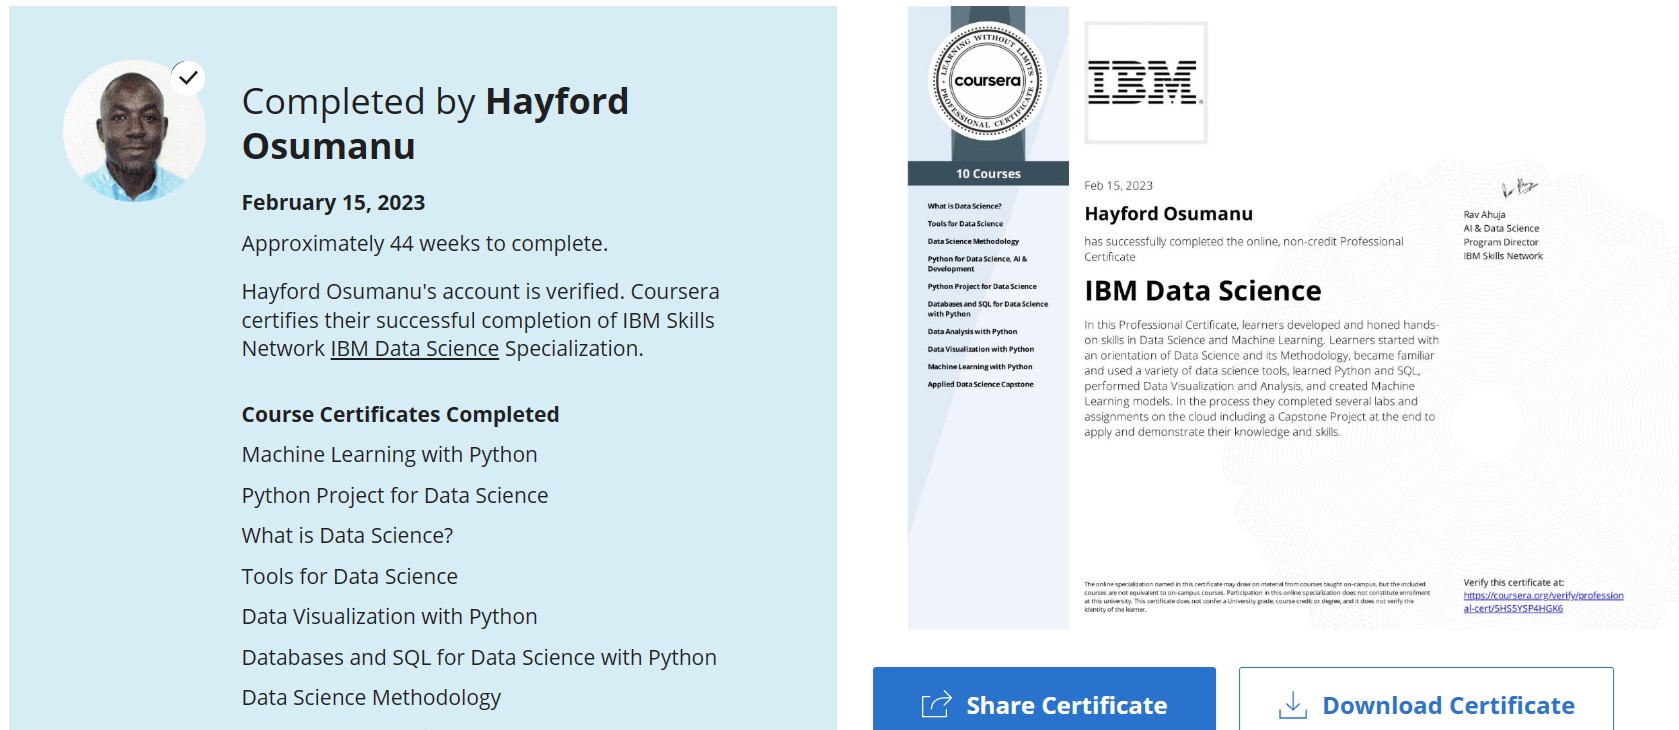 Completed by Hayford
Osumanu
February 15, 2023
Approximately 44 weeks to complete.
Hayford Osumanu's account is verified. Coursera
certifies their successful completion of IBM Skills
Network IBM Data Science Specialization.
Course Certificates Completed
Machine Learning with Python
Python Project for Data Science
What is Data Science?
Tools for Data Science
Data Visualization with Python
Databases and SQL for Data Science with Python
Data Science Methodology
LEARNING WITHOUT LIMITS
coursera
PROFESSIONAL CERTIFICATE
10 Courses
What is Data Science?
Tools for Data Science
Data Science Methodology
Python for Data Science, AI &
Development
Python Project for Data Science
Databases and SQL for Data Science
with Python
Data Analysis with Python
Data Visualization with Python
Machine Learning with Python
Applied Data Science Capstone
IBM
Feb 15, 2023
Hayford Osumanu
has successfully completed the online, non-credit Professional
Certificate
IBM Data Science
In this Professional Certificate, learners developed and honed hands-
on skills in Data Science and Machine Learning. Learners started with
an orientation of Data Science and its Methodology, became familiar
and used a variety of data science tools, learned Python and SQL,
performed Data Visualization and Analysis, and created Machine
Learning models. In the process they completed several labs and
assignments on the cloud including a Capstone Project at the end to
apply and demonstrate their knowledge and skills.
Rav Ahuja
AI & Data Science
Program Director
IBM Skills Network
The online specialization named in this certificate may draw on material from courses taught on-campus, but the included
courses are not equivalent to on-campus courses. Participation in this online specialization does not constitute enrollment
at this university. This certificate does not confer a University grade, course credit or degree, and it does not verify the
identity of the learner.
Verify this certificate at:
https://coursera.org/verify/profession
al-cert/5HS5YSP4HGK6
Share Certificate
Download Certificate